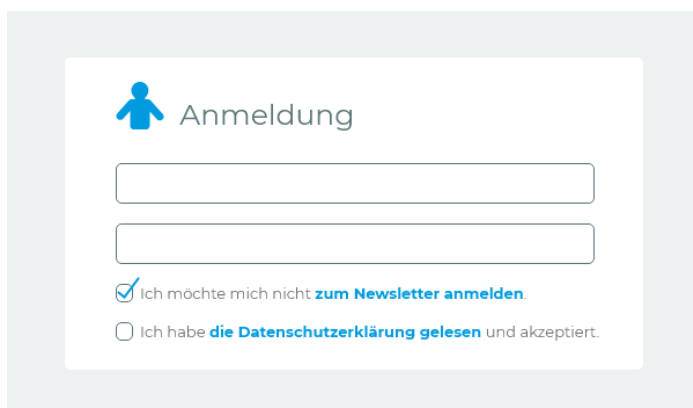 Anmeldung
Ich möchte mich nicht zum Newsletter anmelden.
Ich habe die Datenschutzerklärung gelesen und akzeptiert.